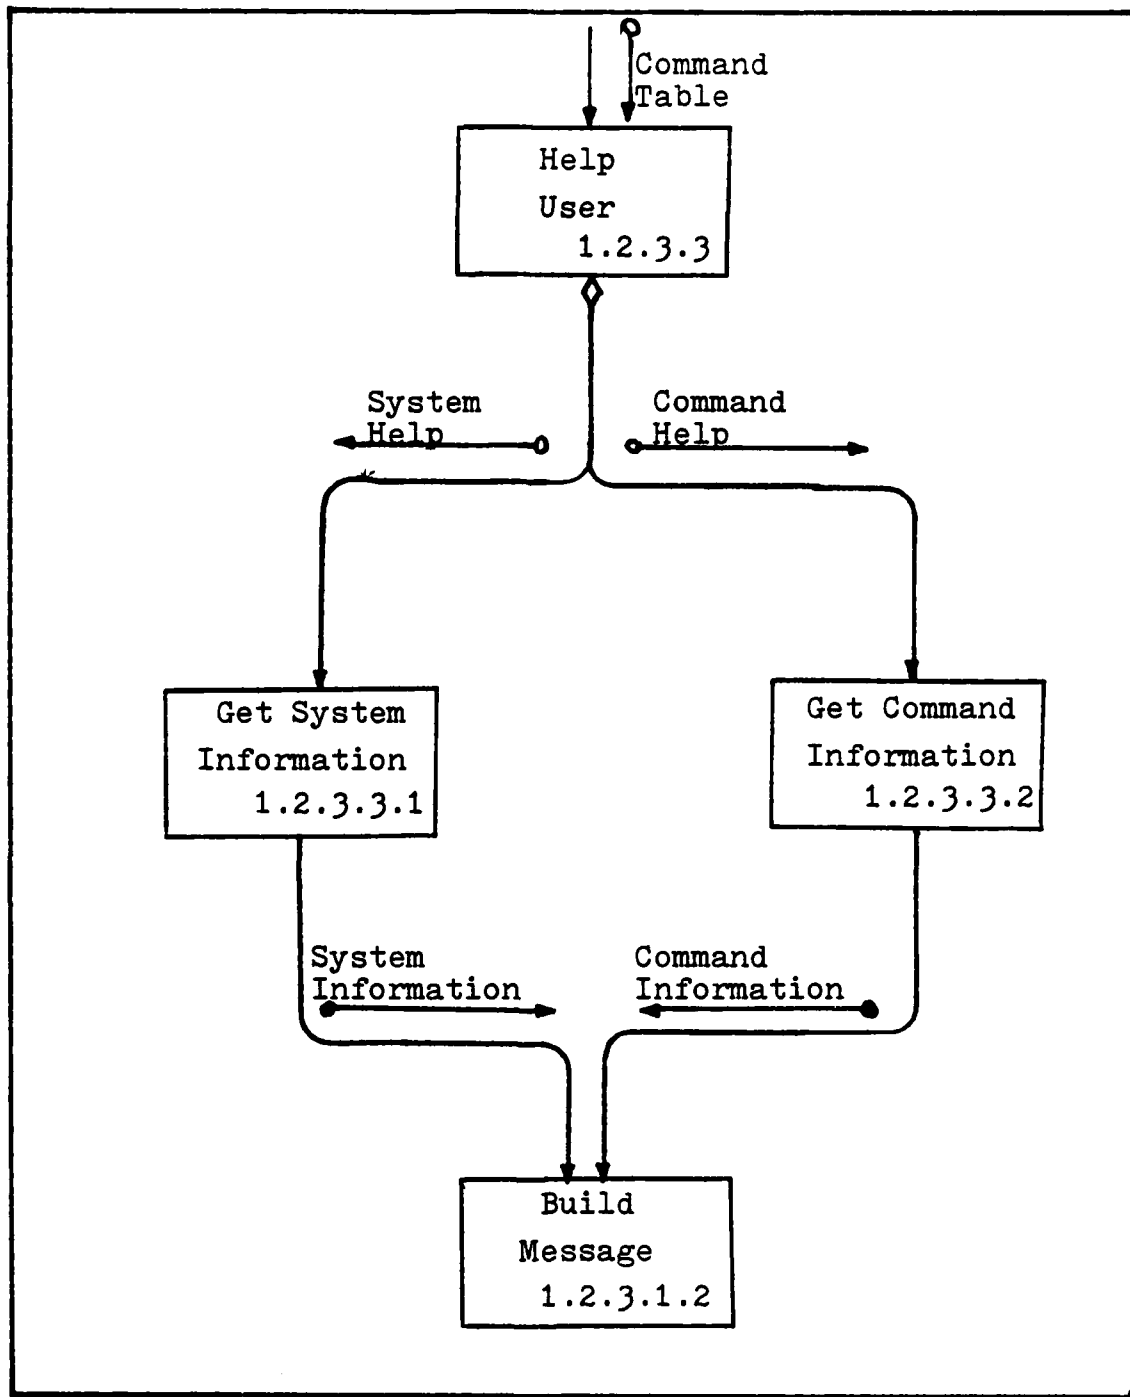 Command
Table
Help
User
1.2.3.3
System
Help
Command
Help
Get System
Information
1.2.3.3.1
Get Command
Information
1.2.3.3.2
System
Information
Command
Information
Build
Message
1.2.3.1.2